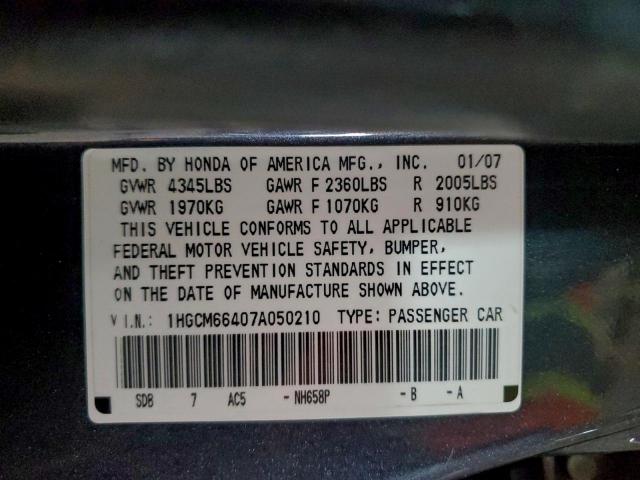 MFD. BY HONDA OF AMERICA MFG., INC. 01/07
GVWR 4345LBS GAWR F 2360LBS R 2005LBS
GVWR 1970KG GAWR F 1070KG R 910KG
THIS VEHICLE CONFORMS TO ALL APPLICABLE
FEDERAL MOTOR VEHICLE SAFETY, BUMPER,
AND THEFT PREVENTION STANDARDS IN EFFECT
ON THE DATE OF MANUFACTURE SHOWN ABOVE.
V I.N.: 1HGCM66407A050210 TYPE: PASSENGER CAR
SDB 7 AC5 -NH658P -B -A